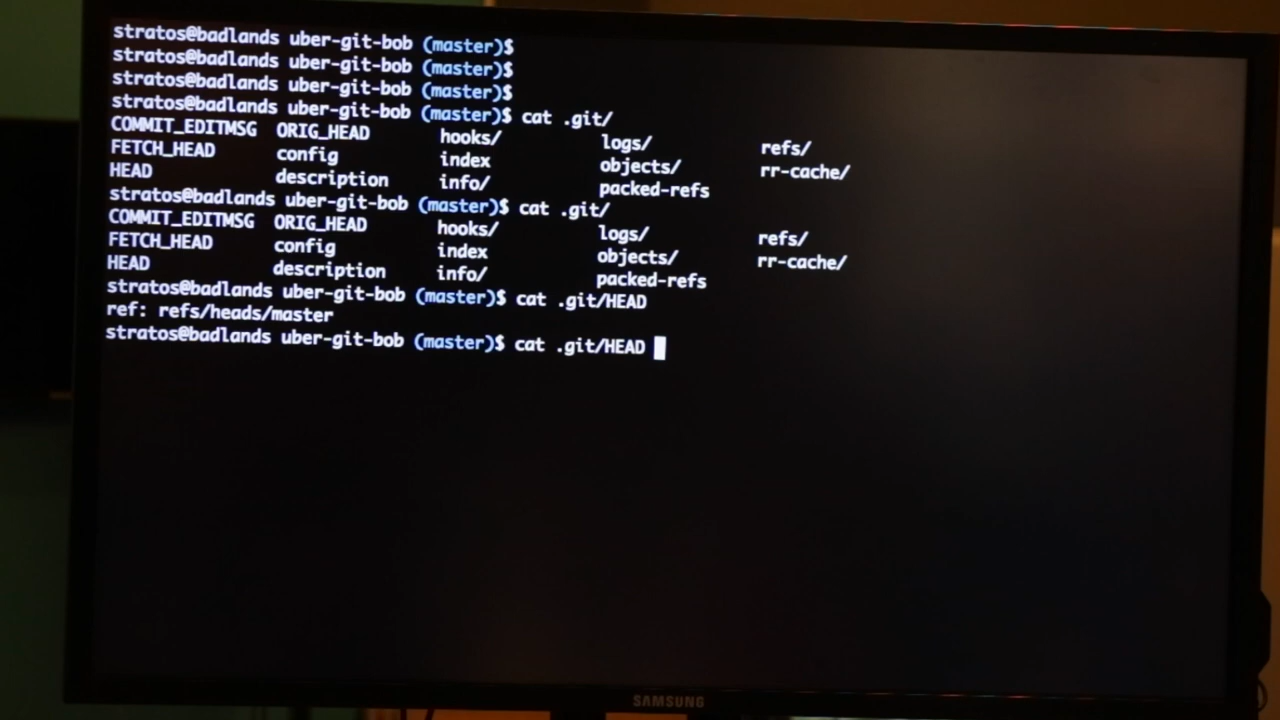 stratos@badlands uber-git-bob (master)$
stratos@badlands uber-git-bob (master)$
stratos@badlands uber-git-bob (master)$
stratos@badlands uber-git-bob (master)$ cat .git/
COMMIT_EDITMSG ORIG_HEAD hooks/ logs/ refs/
FETCH_HEAD config index objects/ rr-cache/
HEAD description info/ packed-refs
stratos@badlands uber-git-bob (master)$ cat .git/
COMMIT_EDITMSG ORIG_HEAD hooks/ logs/ refs/
FETCH_HEAD config index objects/ rr-cache/
HEAD description info/ packed-refs
stratos@badlands uber-git-bob (master)$ cat .git/HEAD
ref: refs/heads/master
stratos@badlands uber-git-bob (master)$ cat .git/HEAD
SAMSUNG